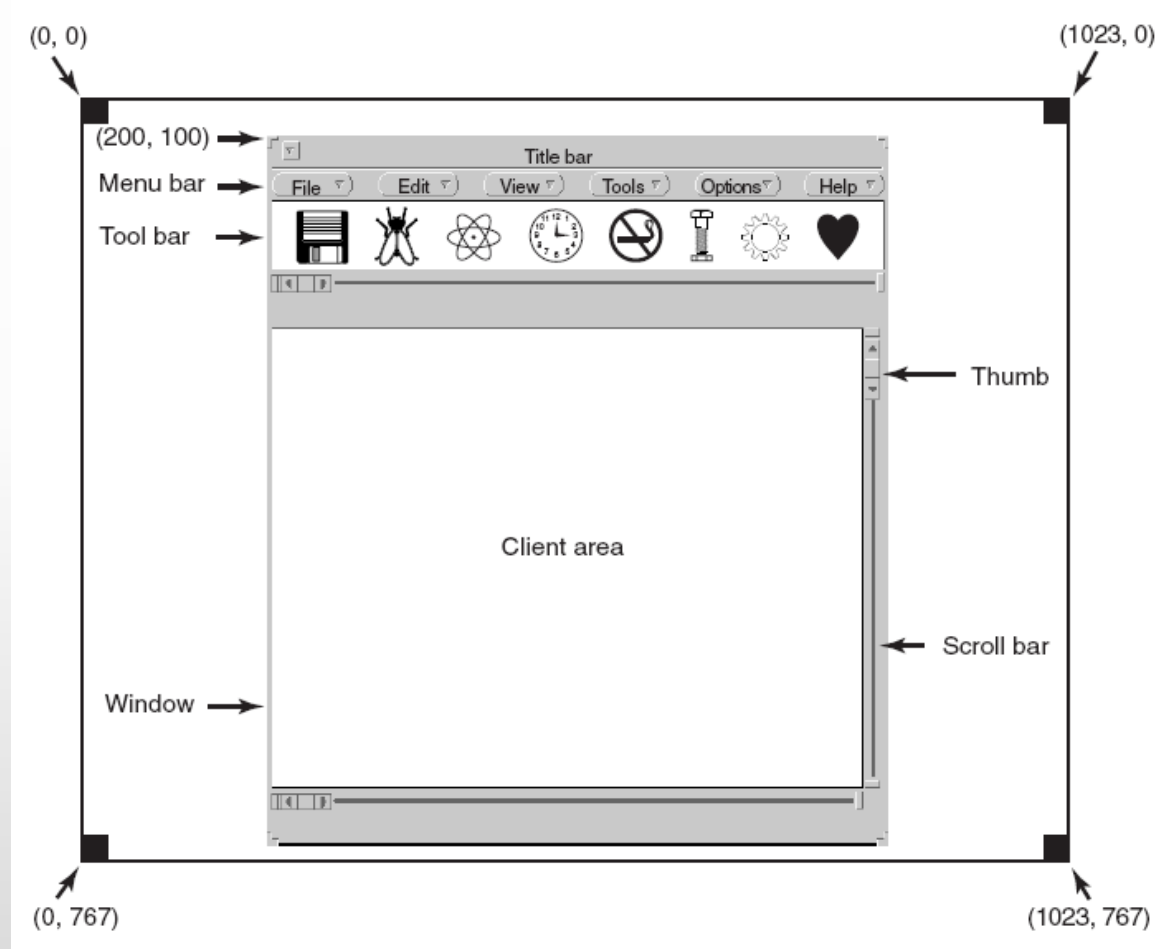 (0, 0)
(1023, 0)
(200, 100)
Title bar
Menu bar
File Edit View Tools Options Help
Tool bar
Thumb
Client area
Scroll bar
Window
(0, 767)
(1023, 767)